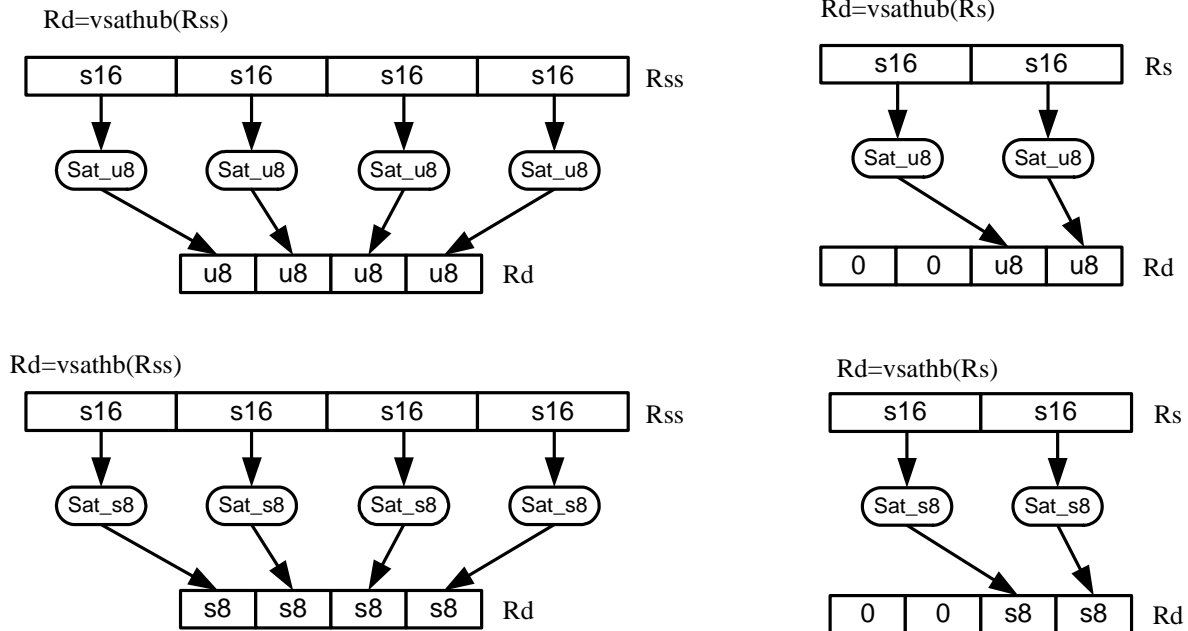 Rd=vsathub(Rss)
s16 s16 s16 s16 Rss
Sat_u8 Sat_u8 Sat_u8 Sat_u8
u8 u8 u8 u8 Rd
Rd=vsathub(Rs)
s16 s16 Rs
Sat_u8 Sat_u8
0 0 u8 u8 Rd
Rd=vsathb(Rss)
s16 s16 s16 s16 Rss
Sat_s8 Sat_s8 Sat_s8 Sat_s8
s8 s8 s8 s8 Rd
Rd=vsathb(Rs)
s16 s16 Rs
Sat_s8 Sat_s8
0 0 s8 s8 Rd